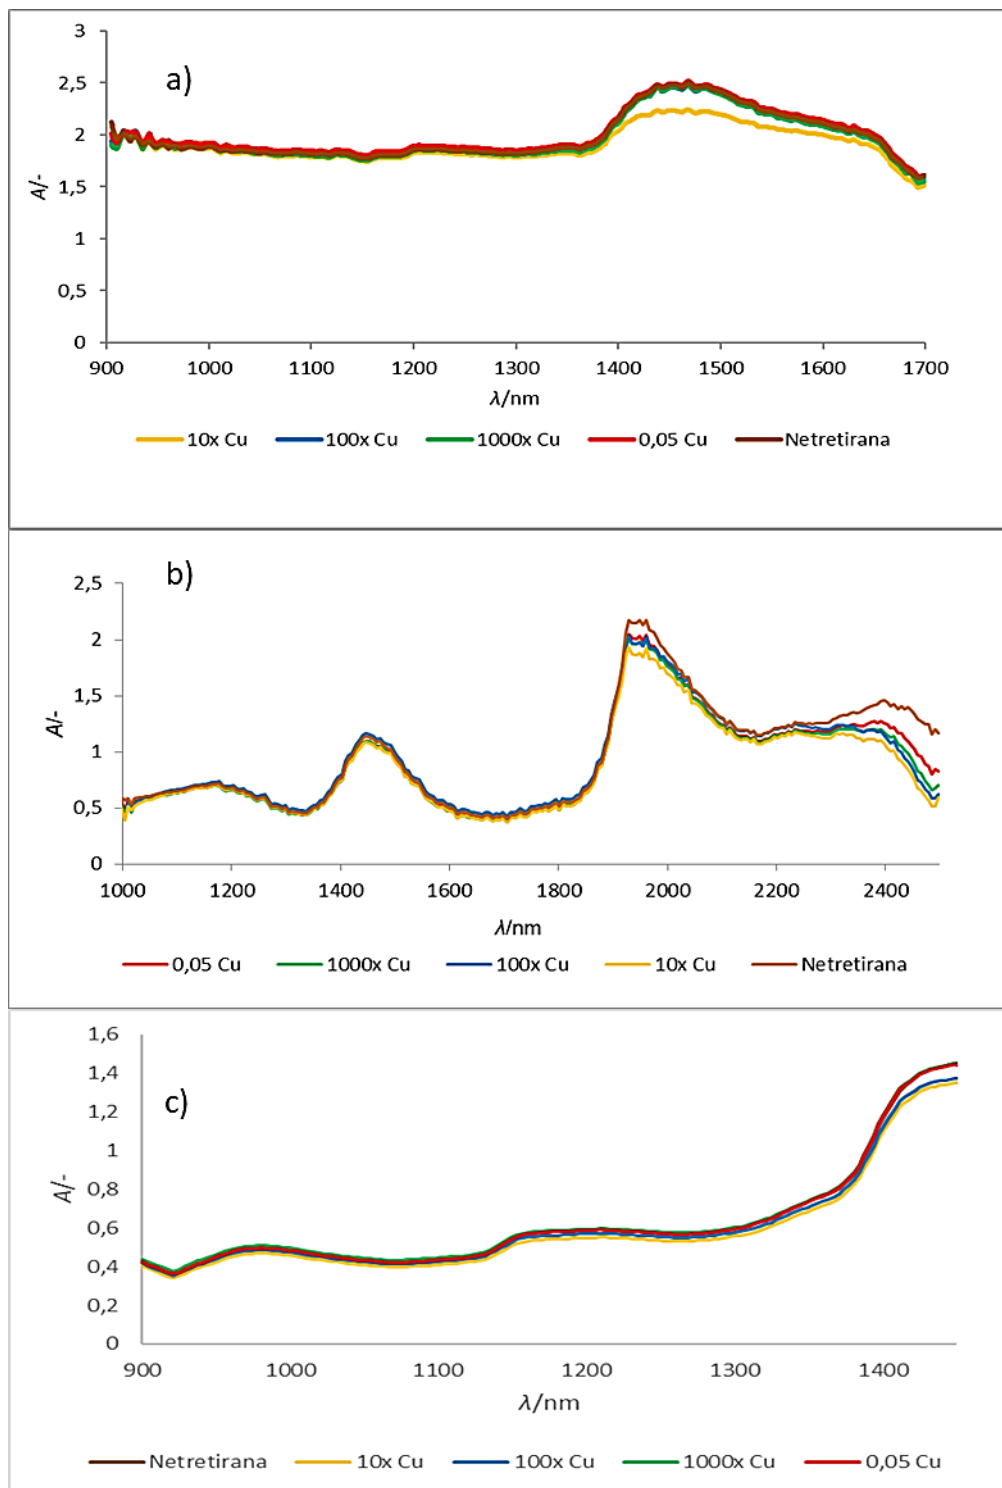 a)
3
2,5
2
1,5
1
0,5
0
A/-
900 1000 1100 1200 1300 1400 1500 1600 1700
λ/nm
10x Cu 100x Cu 1000x Cu 0,05 Cu Netretirana
b)
2,5
2
1,5
1
0,5
0
A/-
1000 1200 1400 1600 1800 2000 2200 2400
λ/nm
0,05 Cu 1000x Cu 100x Cu 10x Cu Netretirana
c)
1,6
1,4
1,2
1
0,8
0,6
0,4
0,2
0
A/-
900 1000 1100 1200 1300 1400
λ/nm
Netretirana 10x Cu 100x Cu 1000x Cu 0,05 Cu